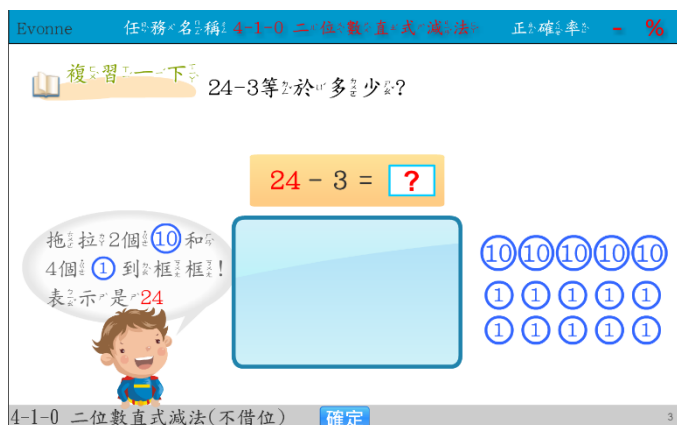 Evonne 任務名稱 4-1-0 二位數直式減法 正確率 - %
複習一下
24-3等於多少?
24 - 3 = ?
拖拉2個 10 和
4個 1 到框框!
表示是24
10 10 10 10 10
1 1 1 1 1
1 1 1 1 1
4-1-0 二位數直式減法(不借位) 確定 3